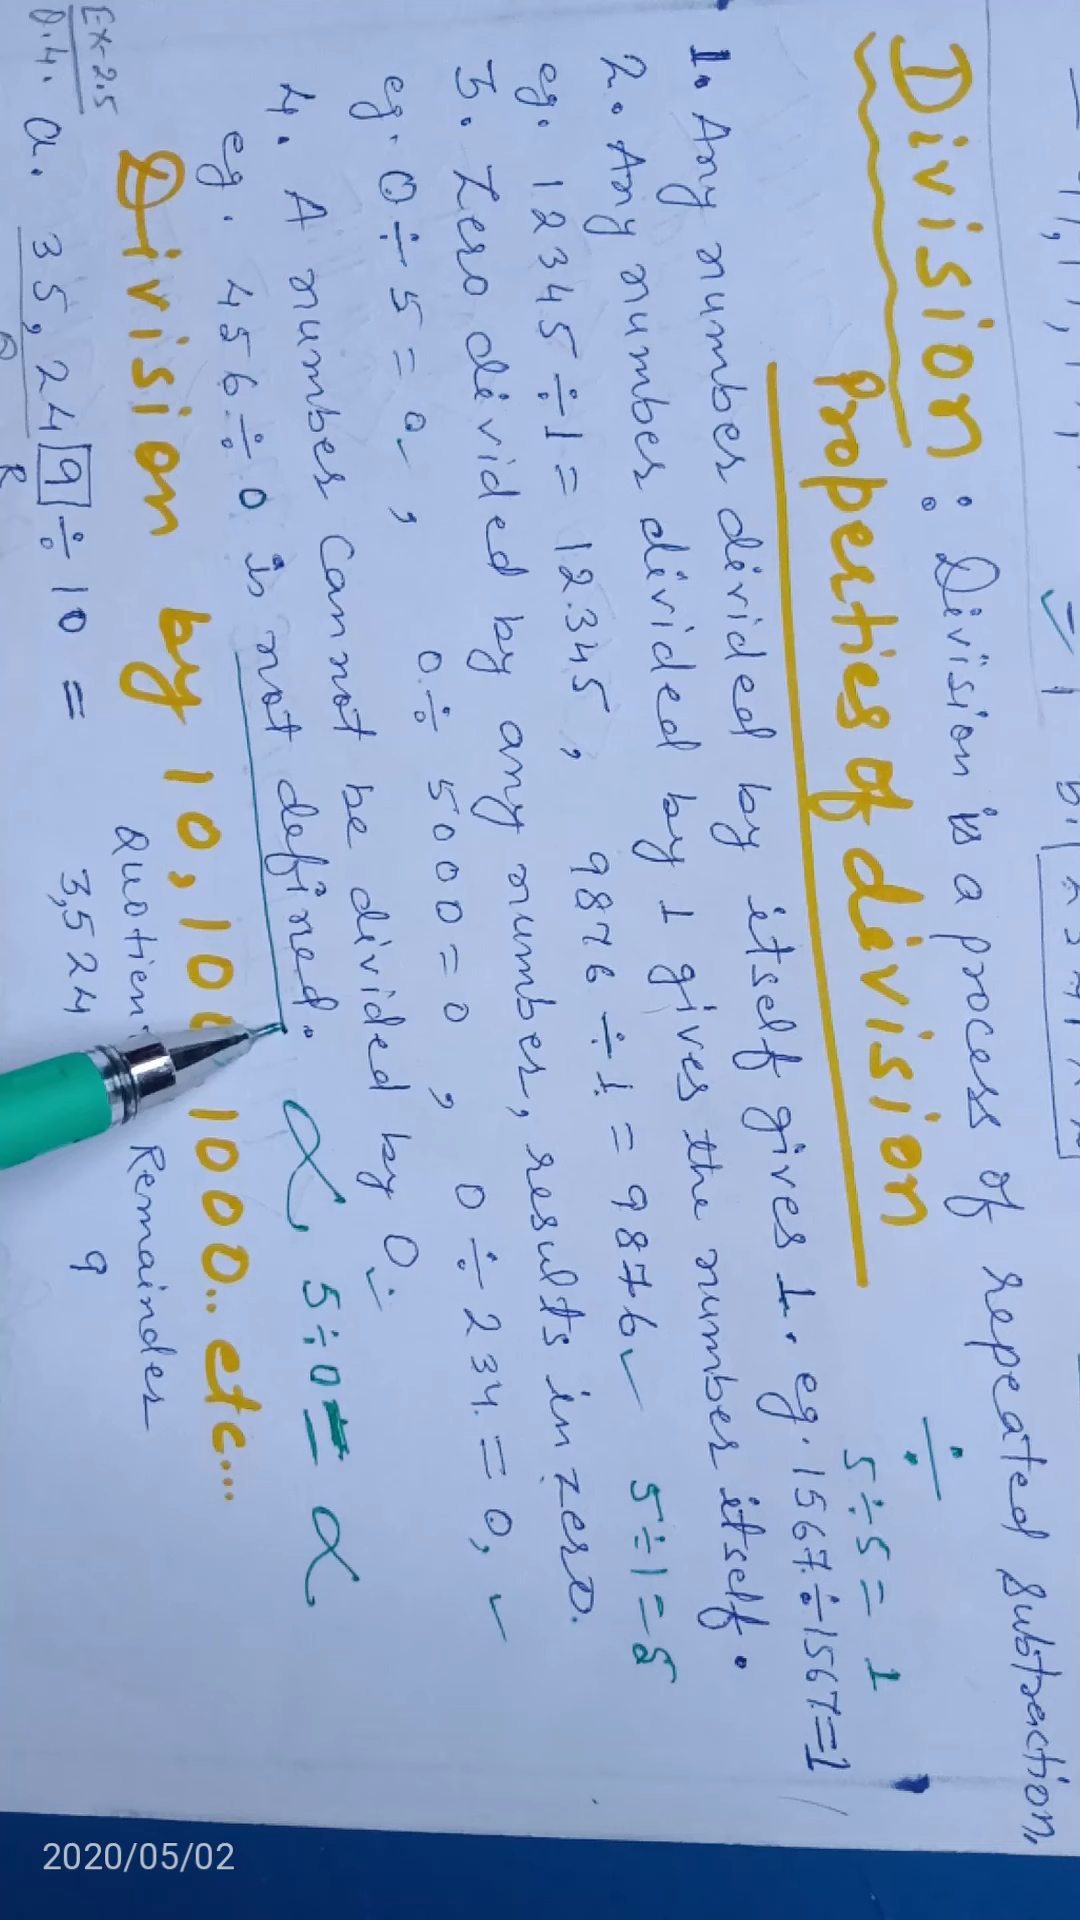 Division : Division is a process of repeated subtraction,
÷
Properties of division
5 ÷ 5 = 1
1. Any number divided by itself gives 1. eg. 1567 ÷ 1567 = 1
2. Any number divided by 1 gives the number itself.
eg. 12345 ÷ 1 = 12345, 9876 ÷ 1 = 9876 ✓ 5 ÷ 1 = 5
3. Zero divided by any number, results in zero.
eg. 0 ÷ 5 = 0, 0 ÷ 5000 = 0, 0 ÷ 234 = 0, ✓
4. A number cannot be divided by 0.
eg. 456 ÷ 0 is not defined. α, 5 ÷ 0 = α
Division by 10, 100 1000.. etc...
Ex-2.5
Quotient Remainder
Q.4. a. 35,249 ÷ 10 = 3,524 9
Q R
2020/05/02